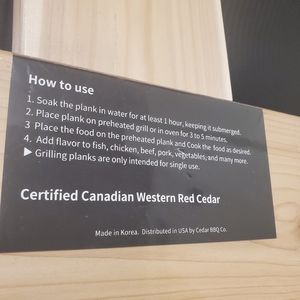 How to use
1. Soak the plank in water for at least 1 hour, keeping it submerged.
2. Place plank on preheated grill or in oven for 3 to 5 minutes.
3 Place the food on the preheated plank and Cook the food as desired.
4. Add flavor to fish, chicken, beef, pork, vegetables, and many more.
▶ Grilling planks are only intended for single use.
Certified Canadian Western Red Cedar
Made in Korea. Distributed in USA by Cedar BBQ Co.